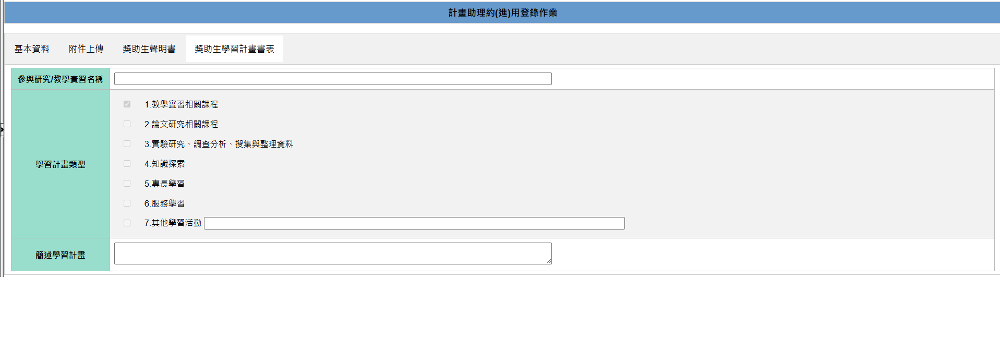 計畫助理約(進)用登錄作業
基本資料 附件上傳 獎助生聲明書 獎助生學習計畫書表
參與研究/教學實習名稱
學習計畫類型
1.教學實習相關課程
2.論文研究相關課程
3.實驗研究、調查分析、搜集與整理資料
4.知識探索
5.專長學習
6.服務學習
7.其他學習活動
簡述學習計畫